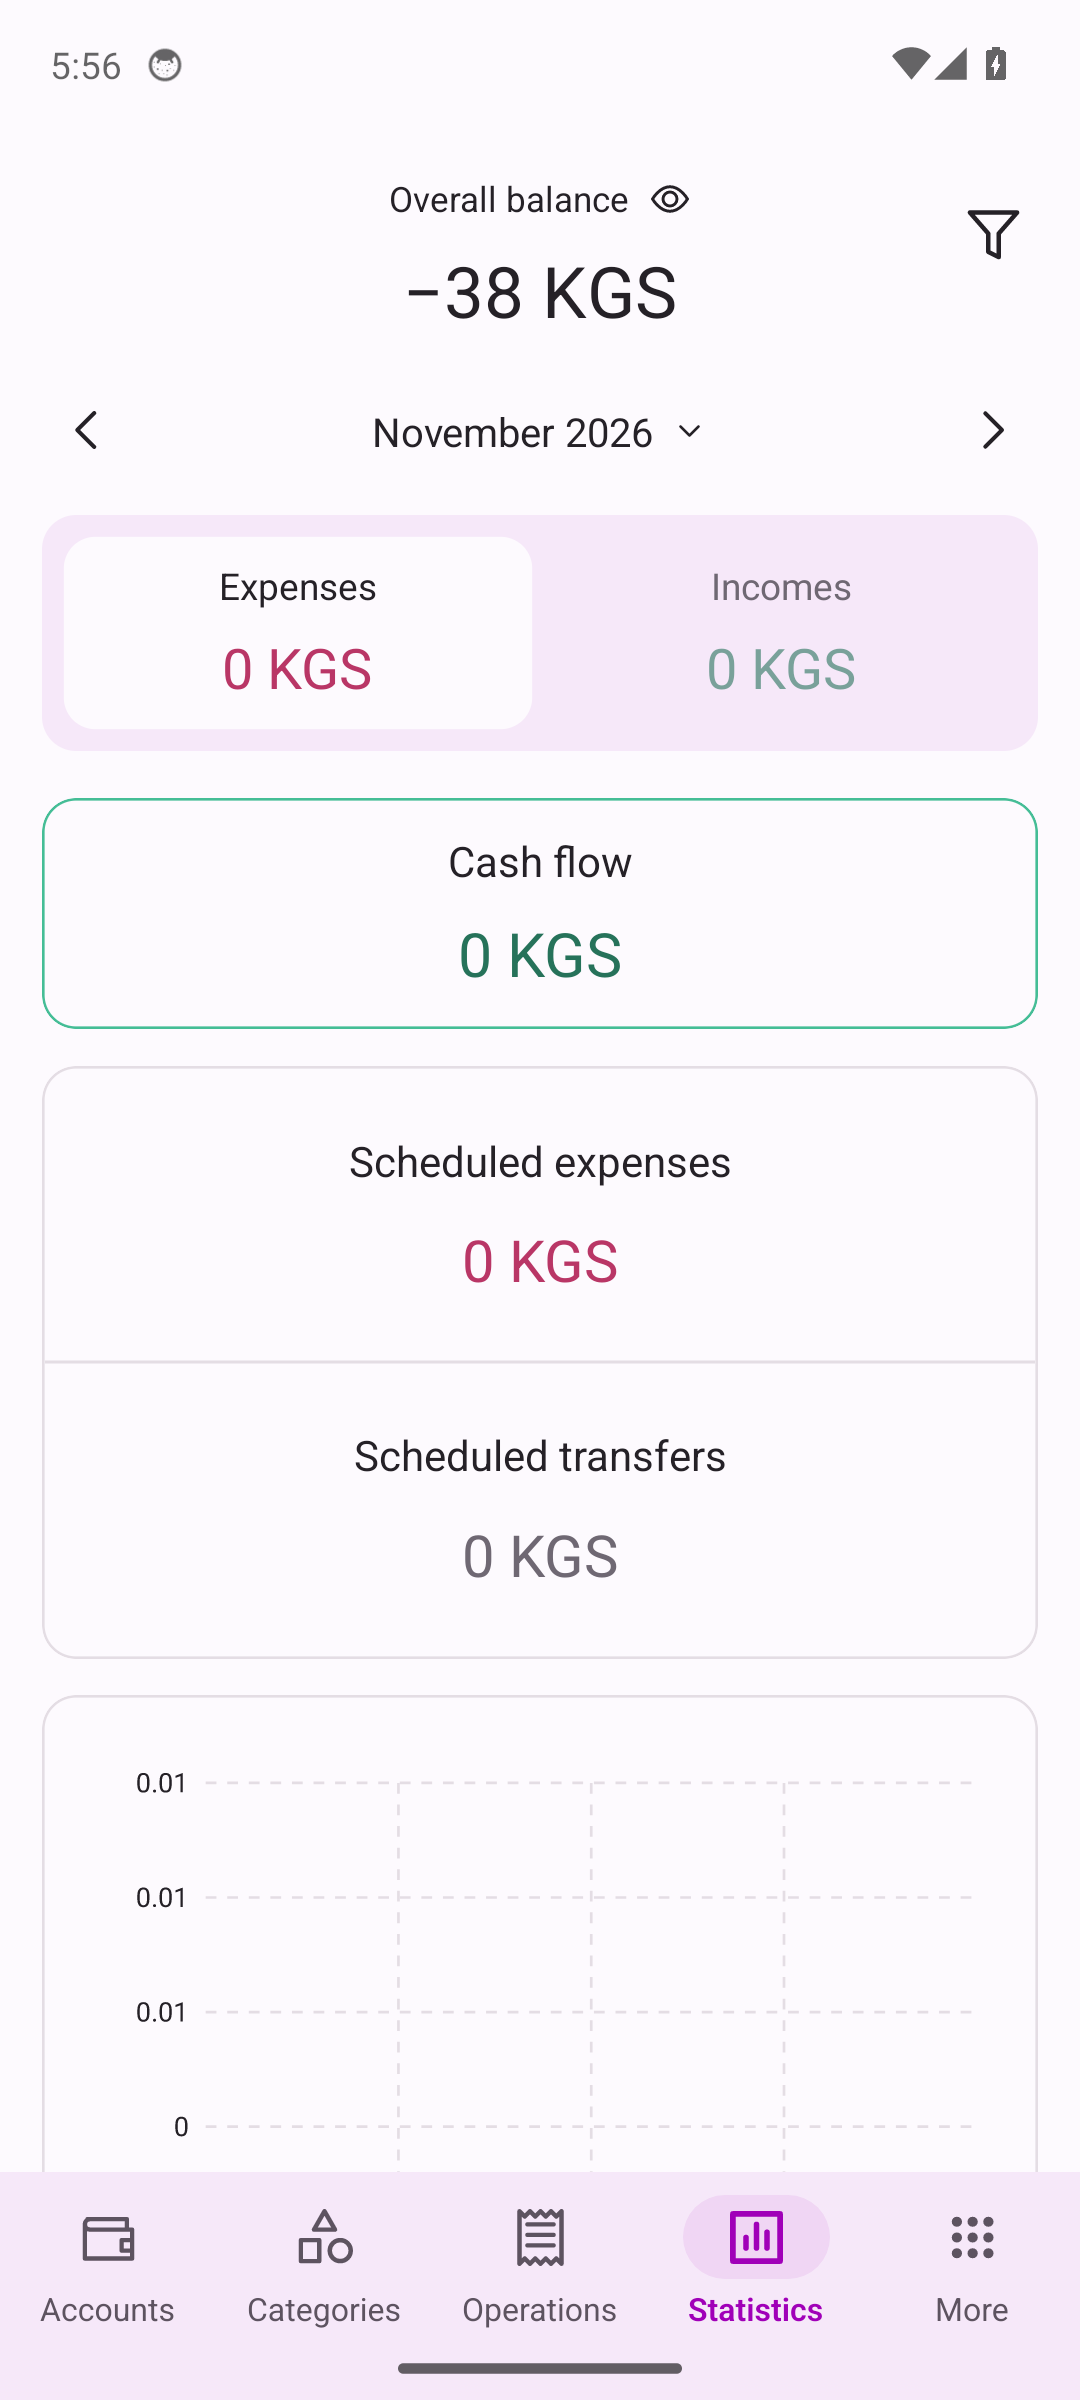 5:56
Overall balance
−38 KGS
November 2026
Expenses
0 KGS
Incomes
0 KGS
Cash flow
0 KGS
Scheduled expenses
0 KGS
Scheduled transfers
0 KGS
0.01
0.01
0.01
0
Accounts
Categories
Operations
Statistics
More